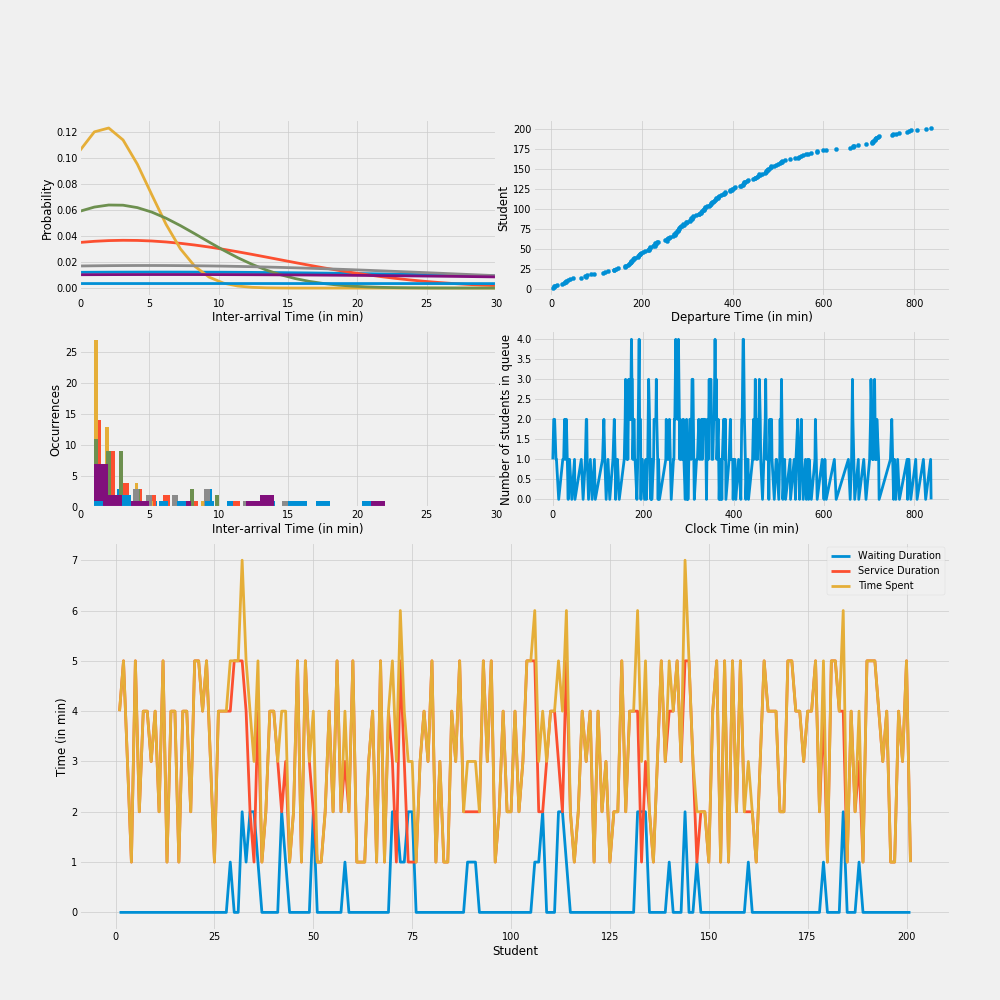 0.12
0.10
0.08
0.06
0.04
0.02
0.00
Probability
0 5 10 15 20 25 30
Inter-arrival Time (in min)
200
175
150
125
100
75
50
25
0
Student
0 200 400 600 800
Departure Time (in min)
25
20
15
10
5
0
Occurrences
0 5 10 15 20 25 30
Inter-arrival Time (in min)
4.0
3.5
3.0
2.5
2.0
1.5
1.0
0.5
0.0
Number of students in queue
0 200 400 600 800
Clock Time (in min)
7
6
5
4
3
2
1
0
Time (in min)
Waiting Duration
Service Duration
Time Spent
0 25 50 75 100 125 150 175 200
Student